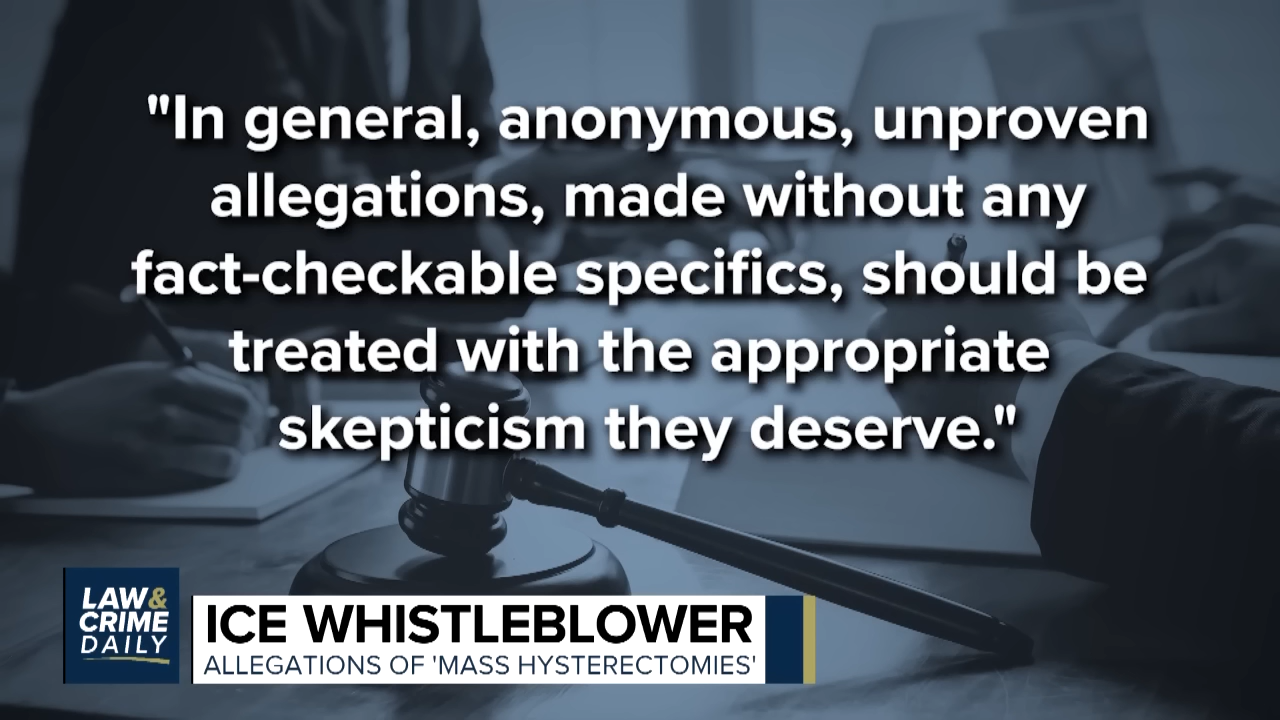 "In general, anonymous, unproven
allegations, made without any
fact-checkable specifics, should be
treated with the appropriate
skepticism they deserve."
LAW&
CRIME
DAILY
ICE WHISTLEBLOWER
ALLEGATIONS OF 'MASS HYSTERECTOMIES'